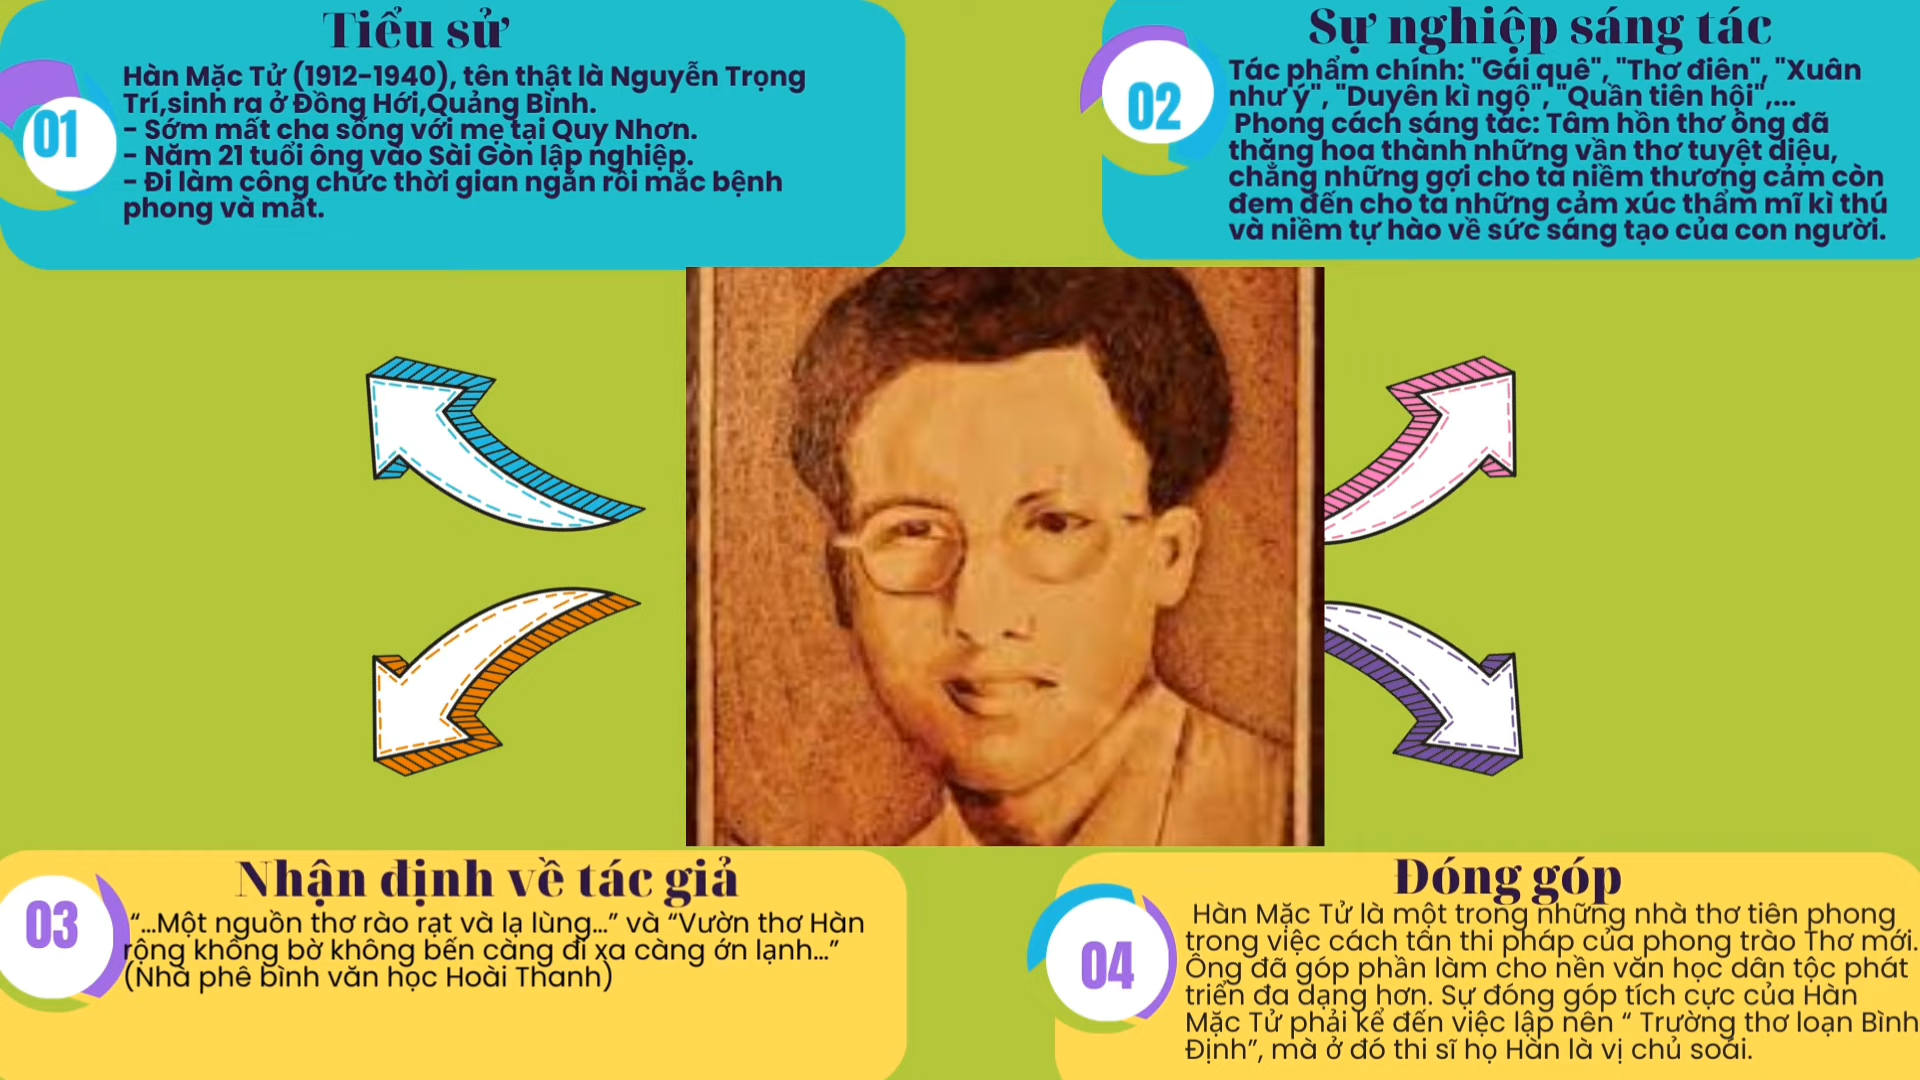 Tiểu sử
01
Hàn Mặc Tử (1912-1940), tên thật là Nguyễn Trọng
Trí,sinh ra ở Đồng Hới,Quảng Bình.
- Sớm mất cha sống với mẹ tại Quy Nhơn.
- Năm 21 tuổi ông vào Sài Gòn lập nghiệp.
- Đi làm công chức thời gian ngắn rồi mắc bệnh
phong và mất.
Sự nghiệp sáng tác
02
Tác phẩm chính: "Gái quê", "Thơ điên", "Xuân
như ý", "Duyên kì ngộ", "Quần tiên hội",...
Phong cách sáng tác: Tâm hồn thơ ông đã
thăng hoa thành những vần thơ tuyệt diệu,
chẳng những gợi cho ta niềm thương cảm còn
đem đến cho ta những cảm xúc thẩm mĩ kì thú
và niềm tự hào về sức sáng tạo của con người.
Nhận định về tác giả
03
“...Một nguồn thơ rào rạt và lạ lùng...” và “Vườn thơ Hàn
rộng không bờ không bến càng đi xa càng ớn lạnh...”
(Nhà phê bình văn học Hoài Thanh)
Đóng góp
04
Hàn Mặc Tử là một trong những nhà thơ tiên phong
trong việc cách tân thi pháp của phong trào Thơ mới.
Ông đã góp phần làm cho nền văn học dân tộc phát
triển đa dạng hơn. Sự đóng góp tích cực của Hàn
Mặc Tử phải kể đến việc lập nên “ Trường thơ loạn Bình
Định”, mà ở đó thi sĩ họ Hàn là vị chủ soái.